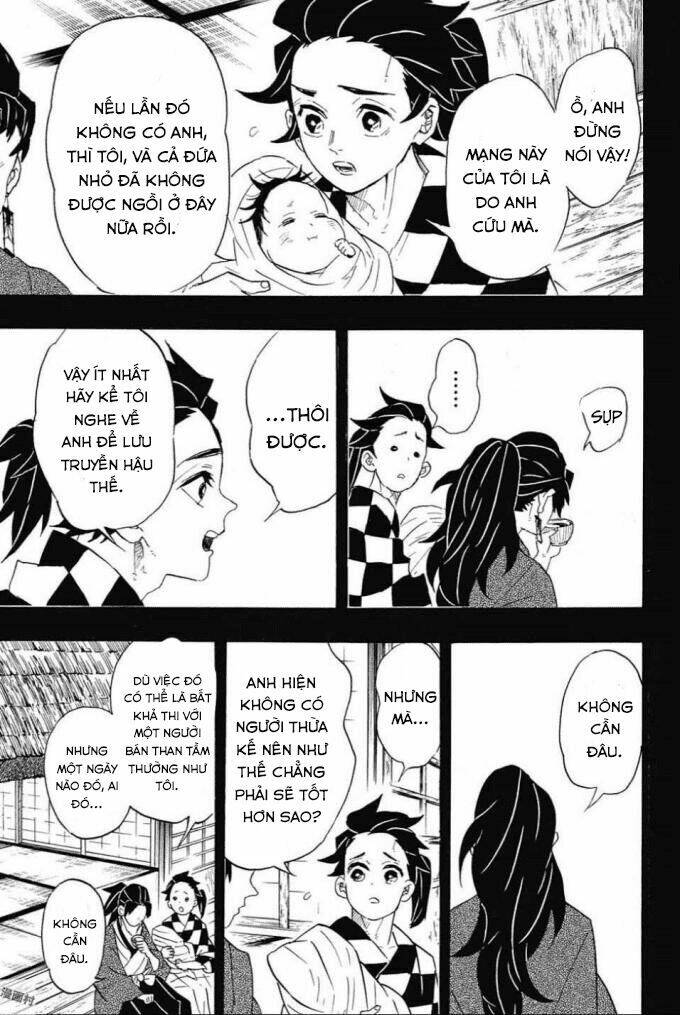 Ồ, ANH
ĐỪNG
NÓI VẬY!
MẠNG NÀY
CỦA TÔI LÀ
DO ANH
CỨU MÀ.
NẾU LẦN ĐÓ
KHÔNG CÓ ANH,
THÌ TÔI, VÀ CẢ ĐỨA
NHỎ ĐÃ KHÔNG
ĐƯỢC NGỒI Ở ĐÂY
NỮA RỒI.
SỤP
......
...THÔI
ĐƯỢC.
VẬY ÍT NHẤT
HÃY KỂ TÔI
NGHE VỀ
ANH ĐỂ LƯU
TRUYỀN HẬU
THẾ.
KHÔNG
CẦN
ĐÂU.
NHƯNG
MÀ...
ANH HIỆN
KHÔNG CÓ
NGƯỜI THỪA
KẾ NÊN NHƯ
THẾ CHẲNG
PHẢI SẼ TỐT
HƠN SAO?
DÙ VIỆC ĐÓ
CÓ THỂ LÀ BẤT
KHẢ THI VỚI
MỘT NGƯỜI
BÁN THAN TẦM
THƯỜNG NHƯ
TÔI.
NHƯNG
MỘT NGÀY
NÀO ĐÓ, AI
ĐÓ...
KHÔNG
CẦN
ĐÂU.
漫画村